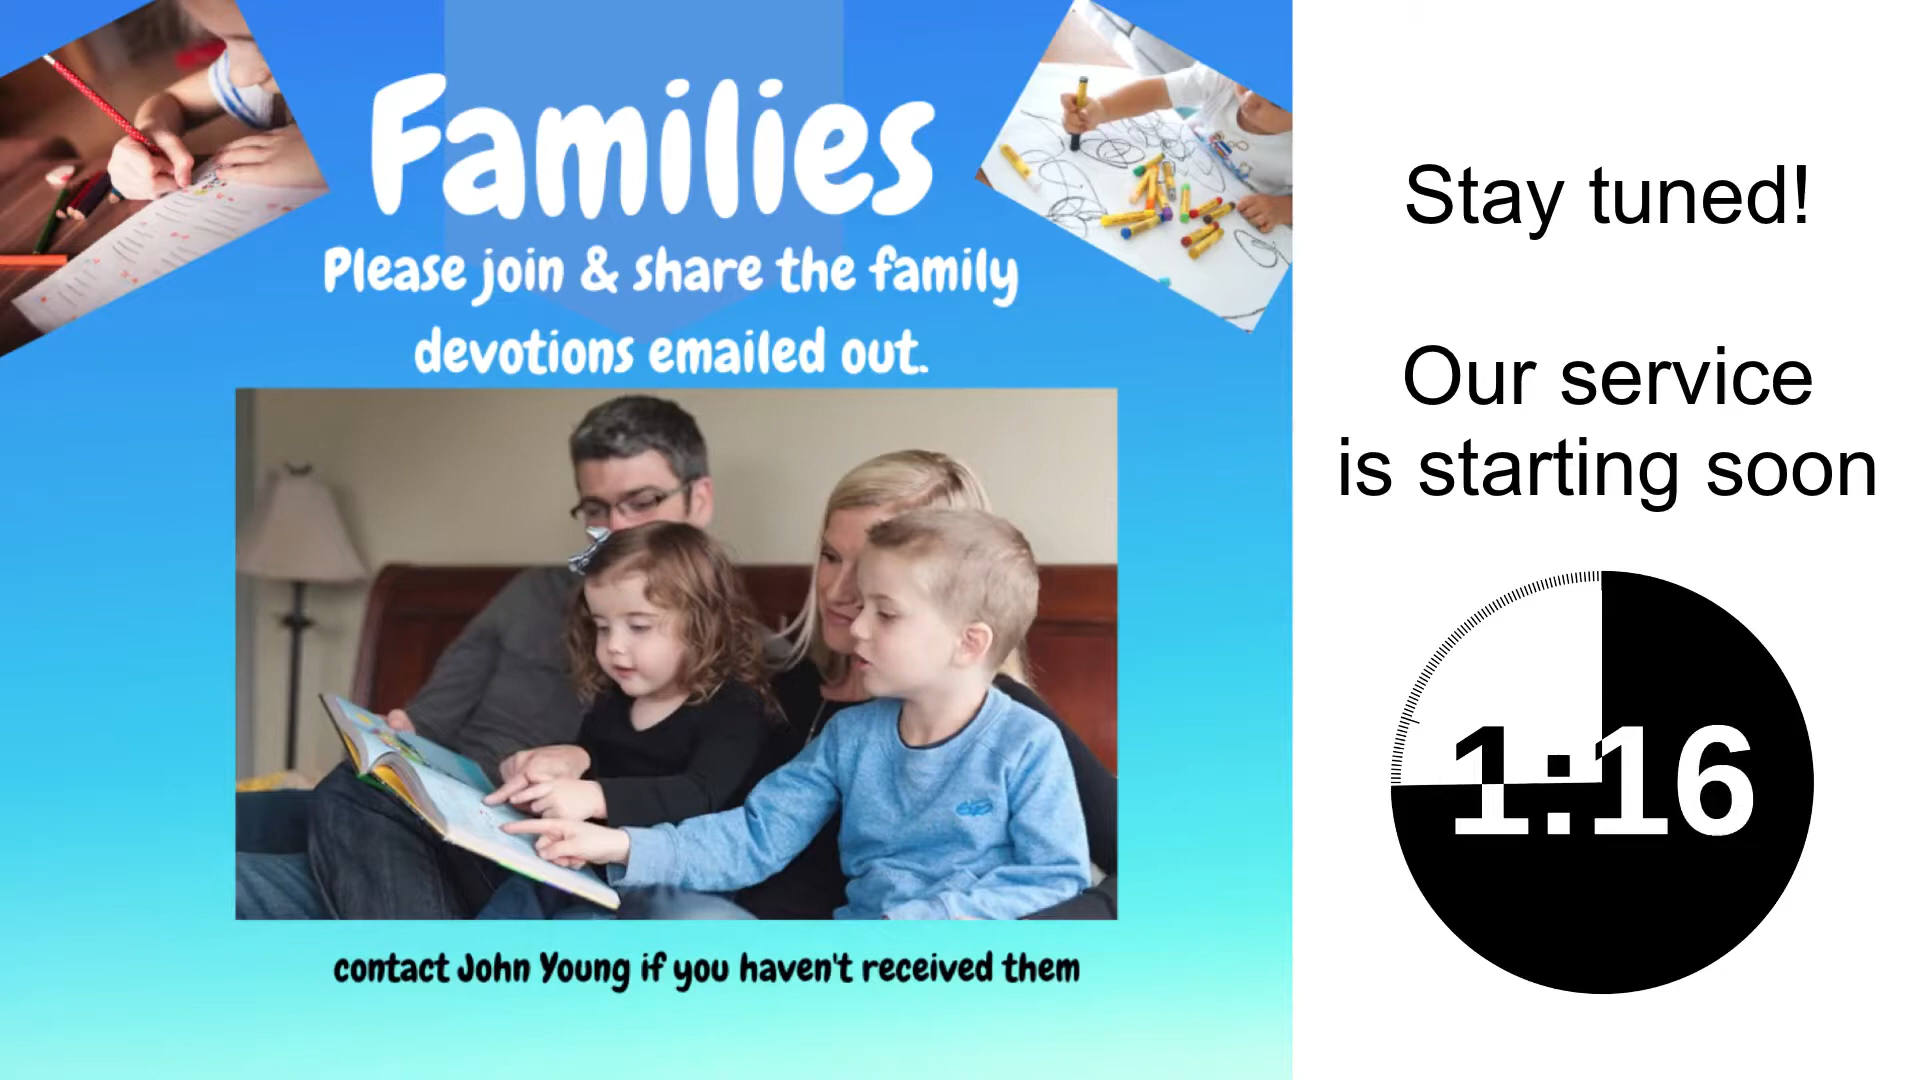 Families
Please join & share the family
devotions emailed out.
contact John Young if you haven't received them
Stay tuned!
Our service
is starting soon
1:16